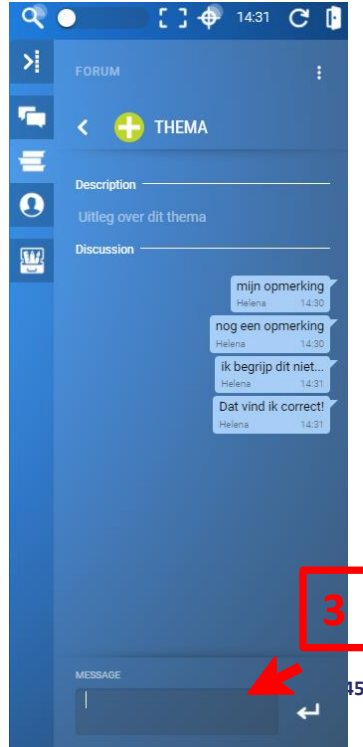 14:31
FORUM
THEMA
Description
Uitleg over dit thema
Discussion
mijn opmerking
Helena 14:30
nog een opmerking
Helena 14:30
ik begrijp dit niet...
Helena 14:31
Dat vind ik correct!
Helena 14:31
3
MESSAGE
45